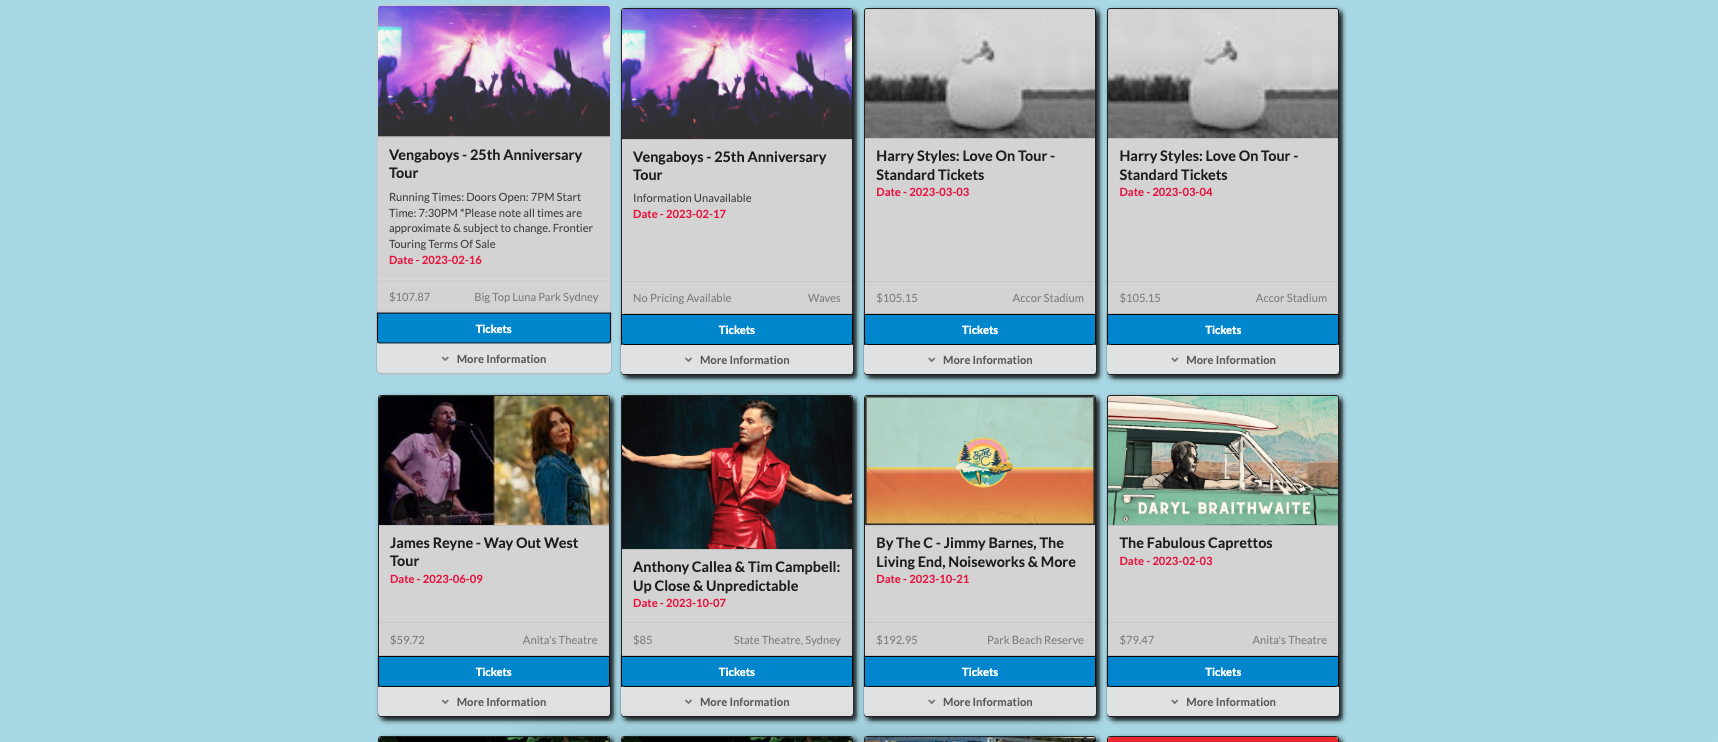 Vengaboys - 25th Anniversary
Tour
Running Times: Doors Open: 7PM Start
Time: 7:30PM *Please note all times are
approximate & subject to change. Frontier
Touring Terms Of Sale
Date - 2023-02-16
$107.87 Big Top Luna Park Sydney
Tickets
More Information
Vengaboys - 25th Anniversary
Tour
Information Unavailable
Date - 2023-02-17
No Pricing Available Waves
Tickets
More Information
Harry Styles: Love On Tour -
Standard Tickets
Date - 2023-03-03
$105.15 Accor Stadium
Tickets
More Information
Harry Styles: Love On Tour -
Standard Tickets
Date - 2023-03-04
$105.15 Accor Stadium
Tickets
More Information
James Reyne - Way Out West
Tour
Date - 2023-06-09
$59.72 Anita's Theatre
Tickets
More Information
Anthony Callea & Tim Campbell:
Up Close & Unpredictable
Date - 2023-10-07
$85 State Theatre, Sydney
Tickets
More Information
By the C
By The C - Jimmy Barnes, The
Living End, Noiseworks & More
Date - 2023-10-21
$192.95 Park Beach Reserve
Tickets
More Information
DARYL BRAITHWAITE
The Fabulous Caprettos
Date - 2023-02-03
$79.47 Anita's Theatre
Tickets
More Information